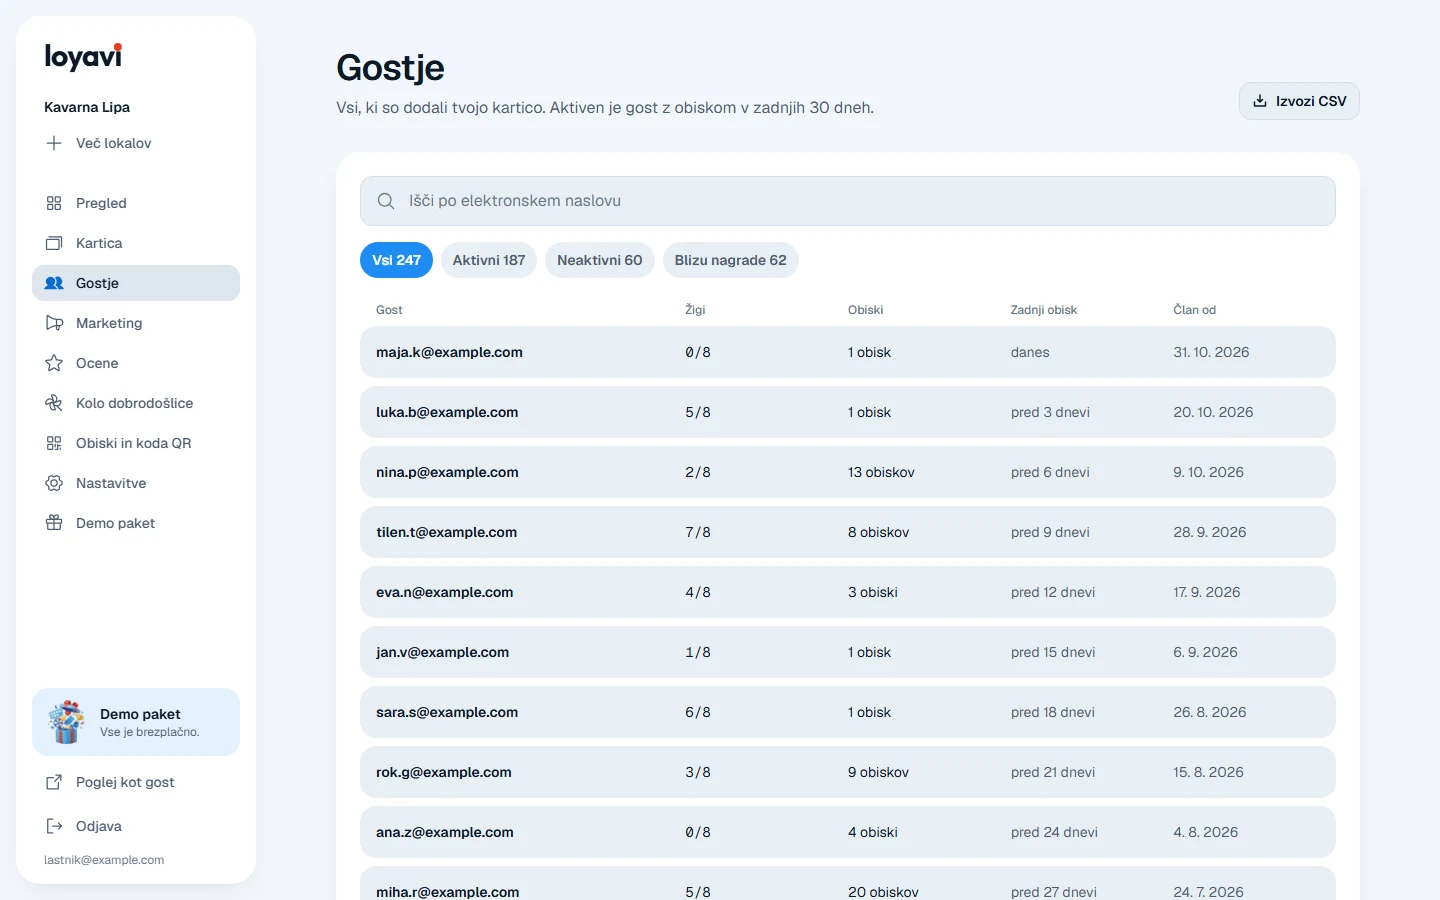 loyavi
Kavarna Lipa
Več lokalov
Pregled
Kartica
Gostje
Marketing
Ocene
Kolo dobrodošlice
Obiski in koda QR
Nastavitve
Demo paket
Demo paket
Vse je brezplačno.
Poglej kot gost
Odjava
lastnik@example.com
Gostje
Vsi, ki so dodali tvojo kartico. Aktiven je gost z obiskom v zadnjih 30 dneh.
Izvozi CSV
Išči po elektronskem naslovu
Vsi 247 Aktivni 187 Neaktivni 60 Blizu nagrade 62
Gost Žigi Obiski Zadnji obisk Član od
maja.k@example.com 0/8 1 obisk danes 31. 10. 2026
luka.b@example.com 5/8 1 obisk pred 3 dnevi 20. 10. 2026
nina.p@example.com 2/8 13 obiskov pred 6 dnevi 9. 10. 2026
tilen.t@example.com 7/8 8 obiskov pred 9 dnevi 28. 9. 2026
eva.n@example.com 4/8 3 obiski pred 12 dnevi 17. 9. 2026
jan.v@example.com 1/8 1 obisk pred 15 dnevi 6. 9. 2026
sara.s@example.com 6/8 1 obisk pred 18 dnevi 26. 8. 2026
rok.g@example.com 3/8 9 obiskov pred 21 dnevi 15. 8. 2026
ana.z@example.com 0/8 4 obiski pred 24 dnevi 4. 8. 2026
miha.r@example.com 5/8 20 obiskov pred 27 dnevi 24. 7. 2026